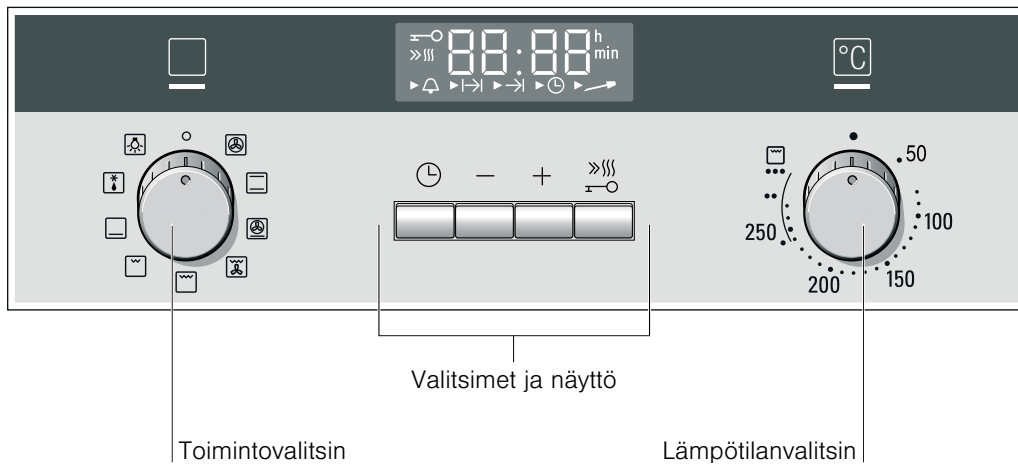 88:88 h
min
°C
50
100
150
200
250
Valitsimet ja näyttö
Toimintovalitsin
Lämpötilanvalitsin